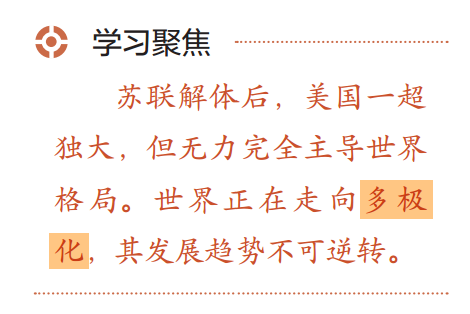 学习聚焦
苏联解体后，美国一超
独大，但无力完全主导世界
格局。世界正在走向多极
化，其发展趋势不可逆转。